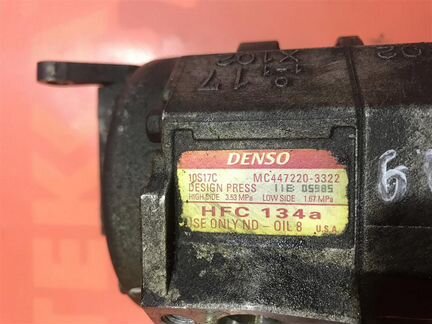 DENSO
10S17C MC447220-3322
DESIGN PRESS 11B 05985
HIGH SIDE 3.53 MPa LOW SIDE 1.67 MPa
HFC 134a
USE ONLY ND-OIL 8 U.S.A